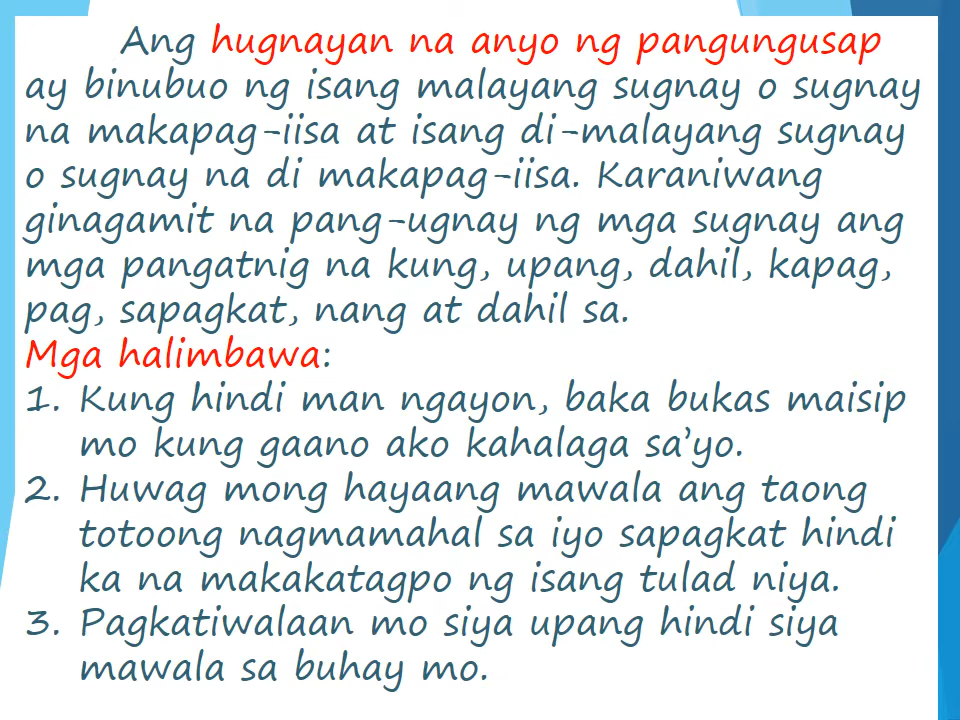 Ang hugnayan na anyo ng pangungusap
ay binubuo ng isang malayang sugnay o sugnay
na makapag-iisa at isang di-malayang sugnay
o sugnay na di makapag-iisa. Karaniwang
ginagamit na pang-ugnay ng mga sugnay ang
mga pangatnig na kung, upang, dahil, kapag,
pag, sapagkat, nang at dahil sa.
Mga halimbawa:
1. Kung hindi man ngayon, baka bukas maisip
mo kung gaano ako kahalaga sa’yo.
2. Huwag mong hayaang mawala ang taong
totoong nagmamahal sa iyo sapagkat hindi
ka na makakatagpo ng isang tulad niya.
3. Pagkatiwalaan mo siya upang hindi siya
mawala sa buhay mo.